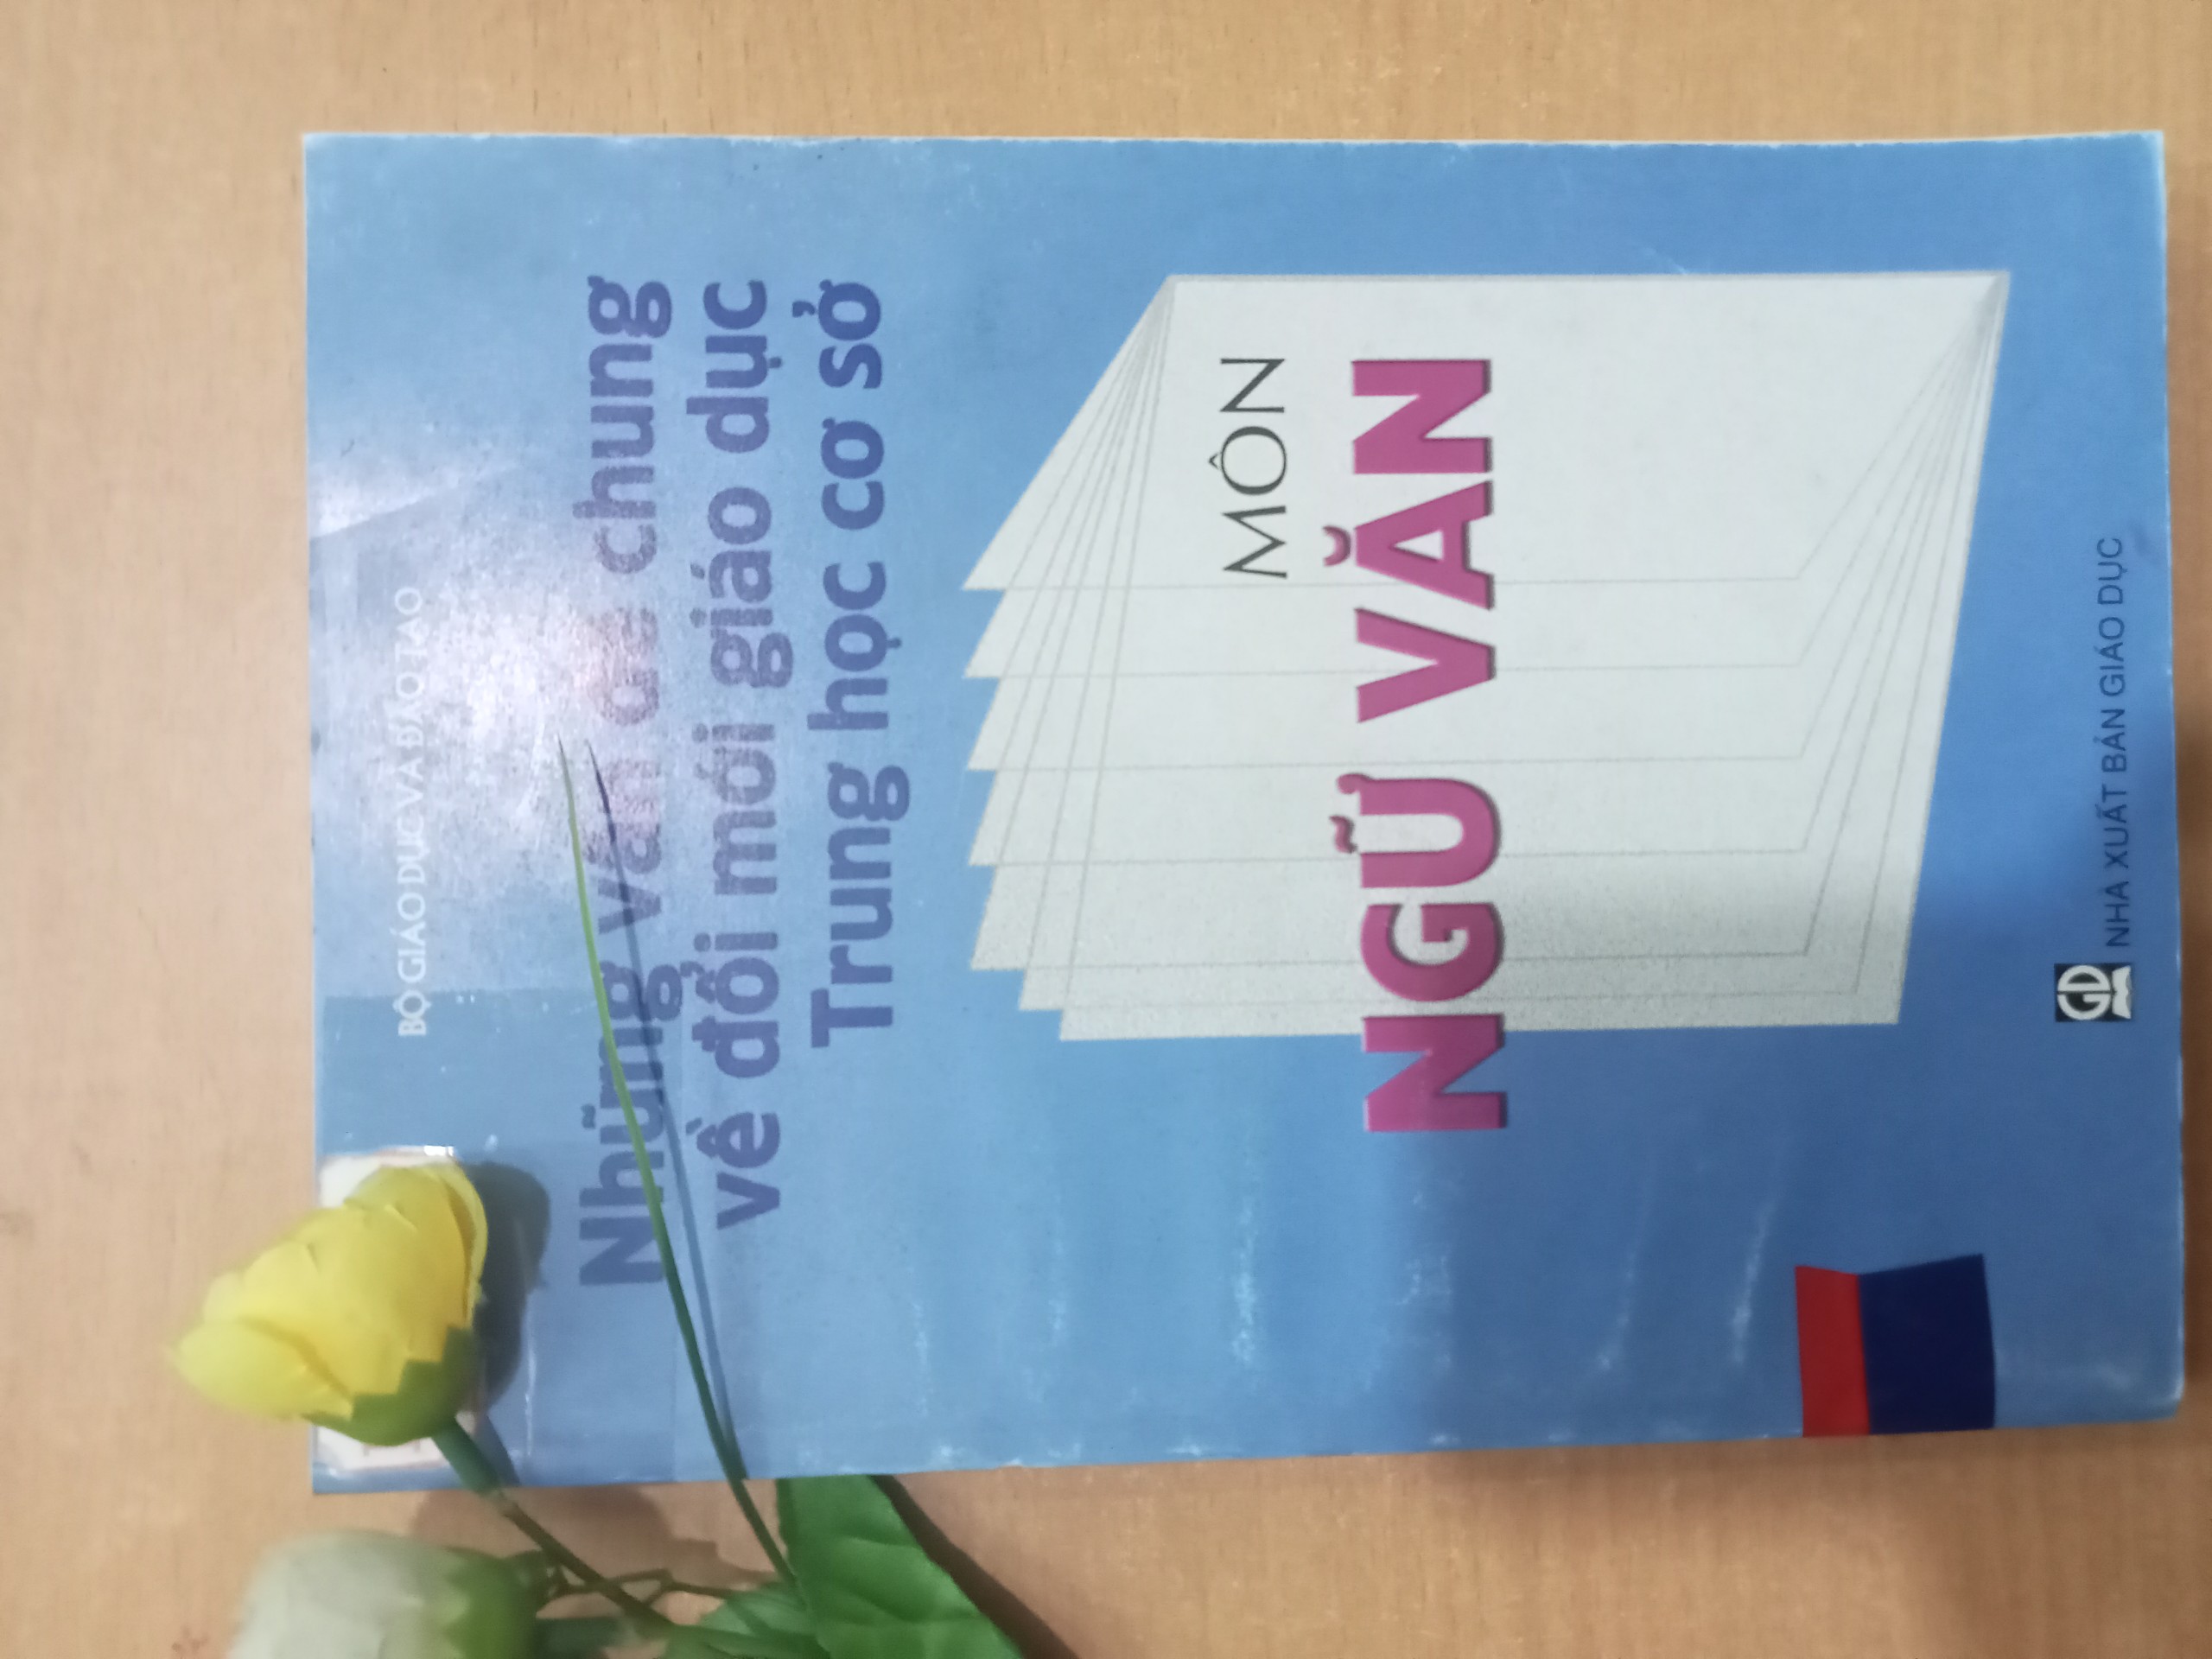 BỘ GIÁO DỤC VÀ ĐÀO TẠO
Những vấn đề chung
về đổi mới giáo dục
Trung học cơ sở
MÔN
NGỮ VĂN
GD
NHÀ XUẤT BẢN GIÁO DỤC